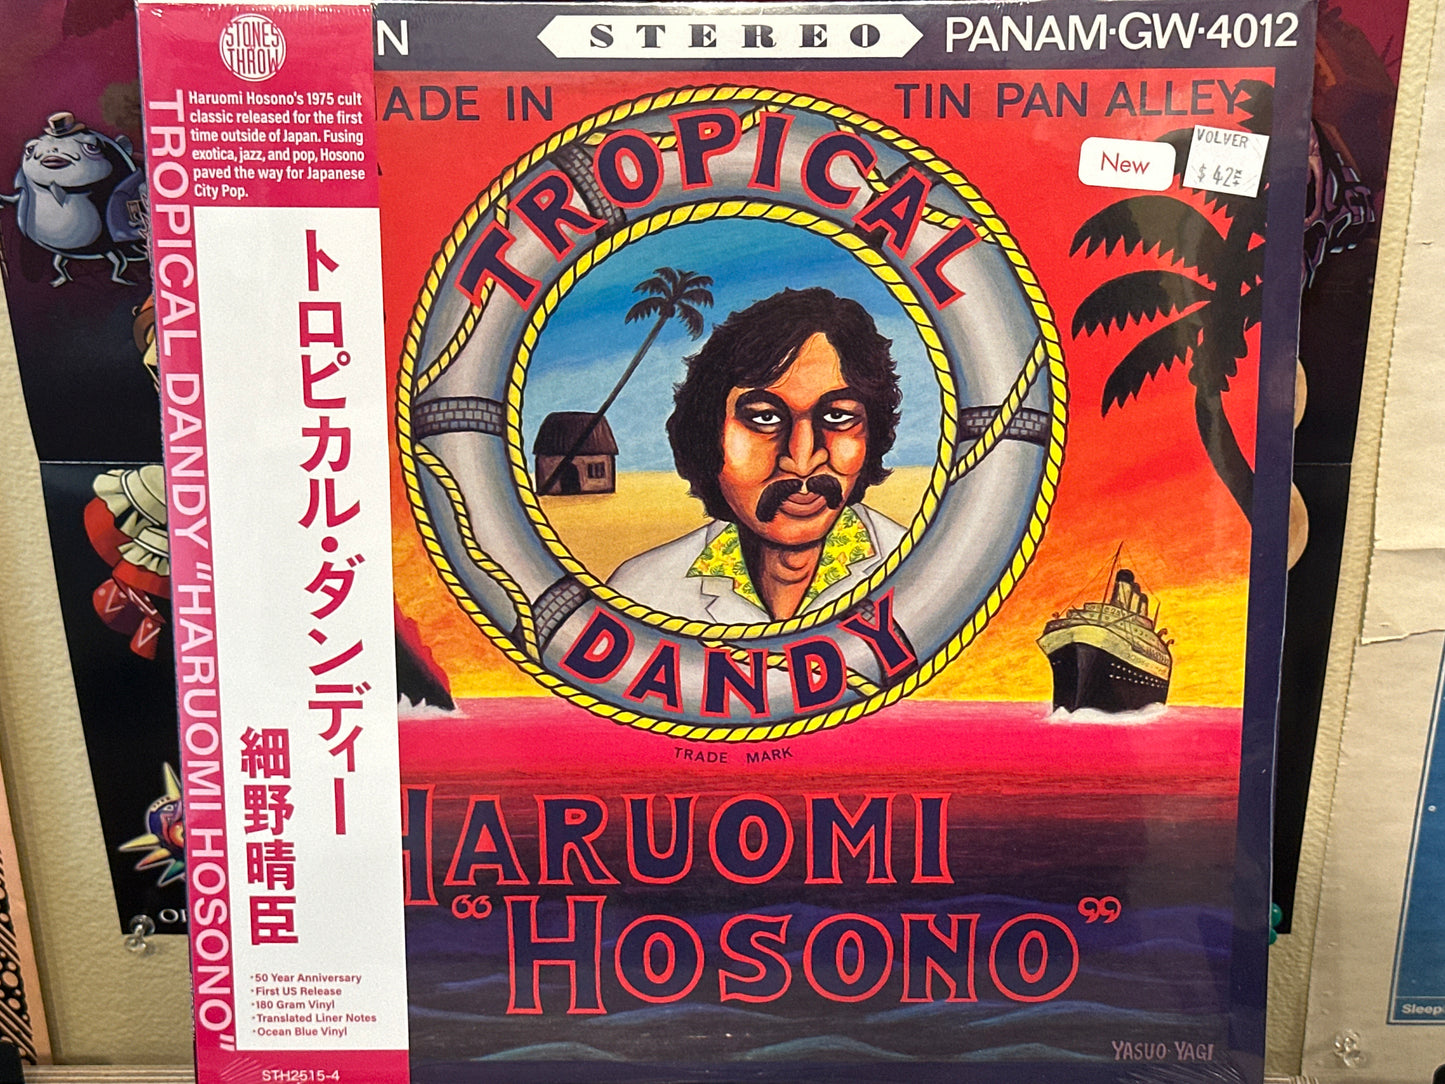 STONES
THROW
Haruomi Hosono's 1975 cult
classic released for the first
time outside of Japan. Fusing
exotica, jazz, and pop, Hosono
paved the way for Japanese
City Pop.
TROPICAL DANDY "HARUOMI HOSONO"
トロピカル・ダンディー
細野晴臣
•50 Year Anniversary
•First US Release
•180 Gram Vinyl
•Translated Liner Notes
•Ocean Blue Vinyl
STH2515-4
N
STEREO
PANAM·GW·4012
ADE IN
TIN PAN ALLEY
New
VOLVER
TROPICAL
DANDY
TRADE MARK
HARUOMI
"HOSONO"
YASUO·YAGI
Sleep